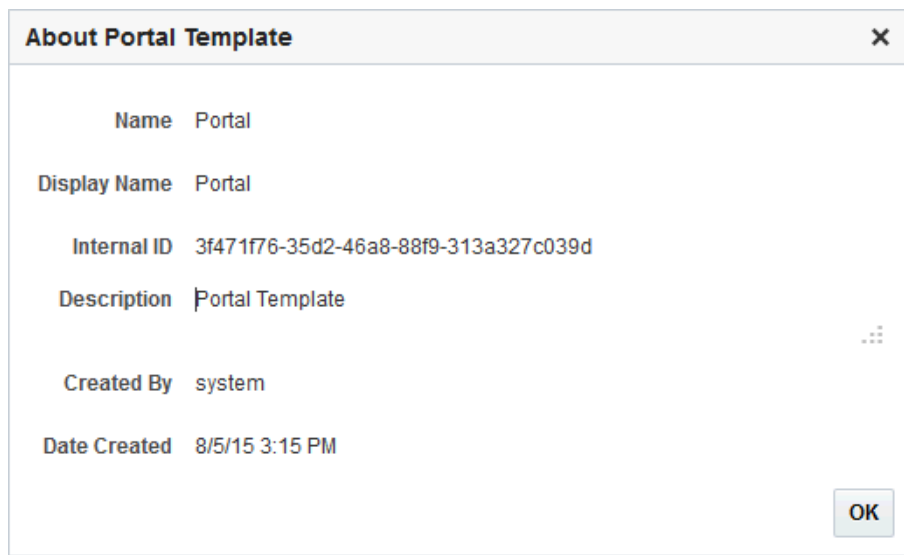 About Portal Template
Name Portal
Display Name Portal
Internal ID 3f471f76-35d2-46a8-88f9-313a327c039d
Description Portal Template
Created By system
Date Created 8/5/15 3:15 PM
OK